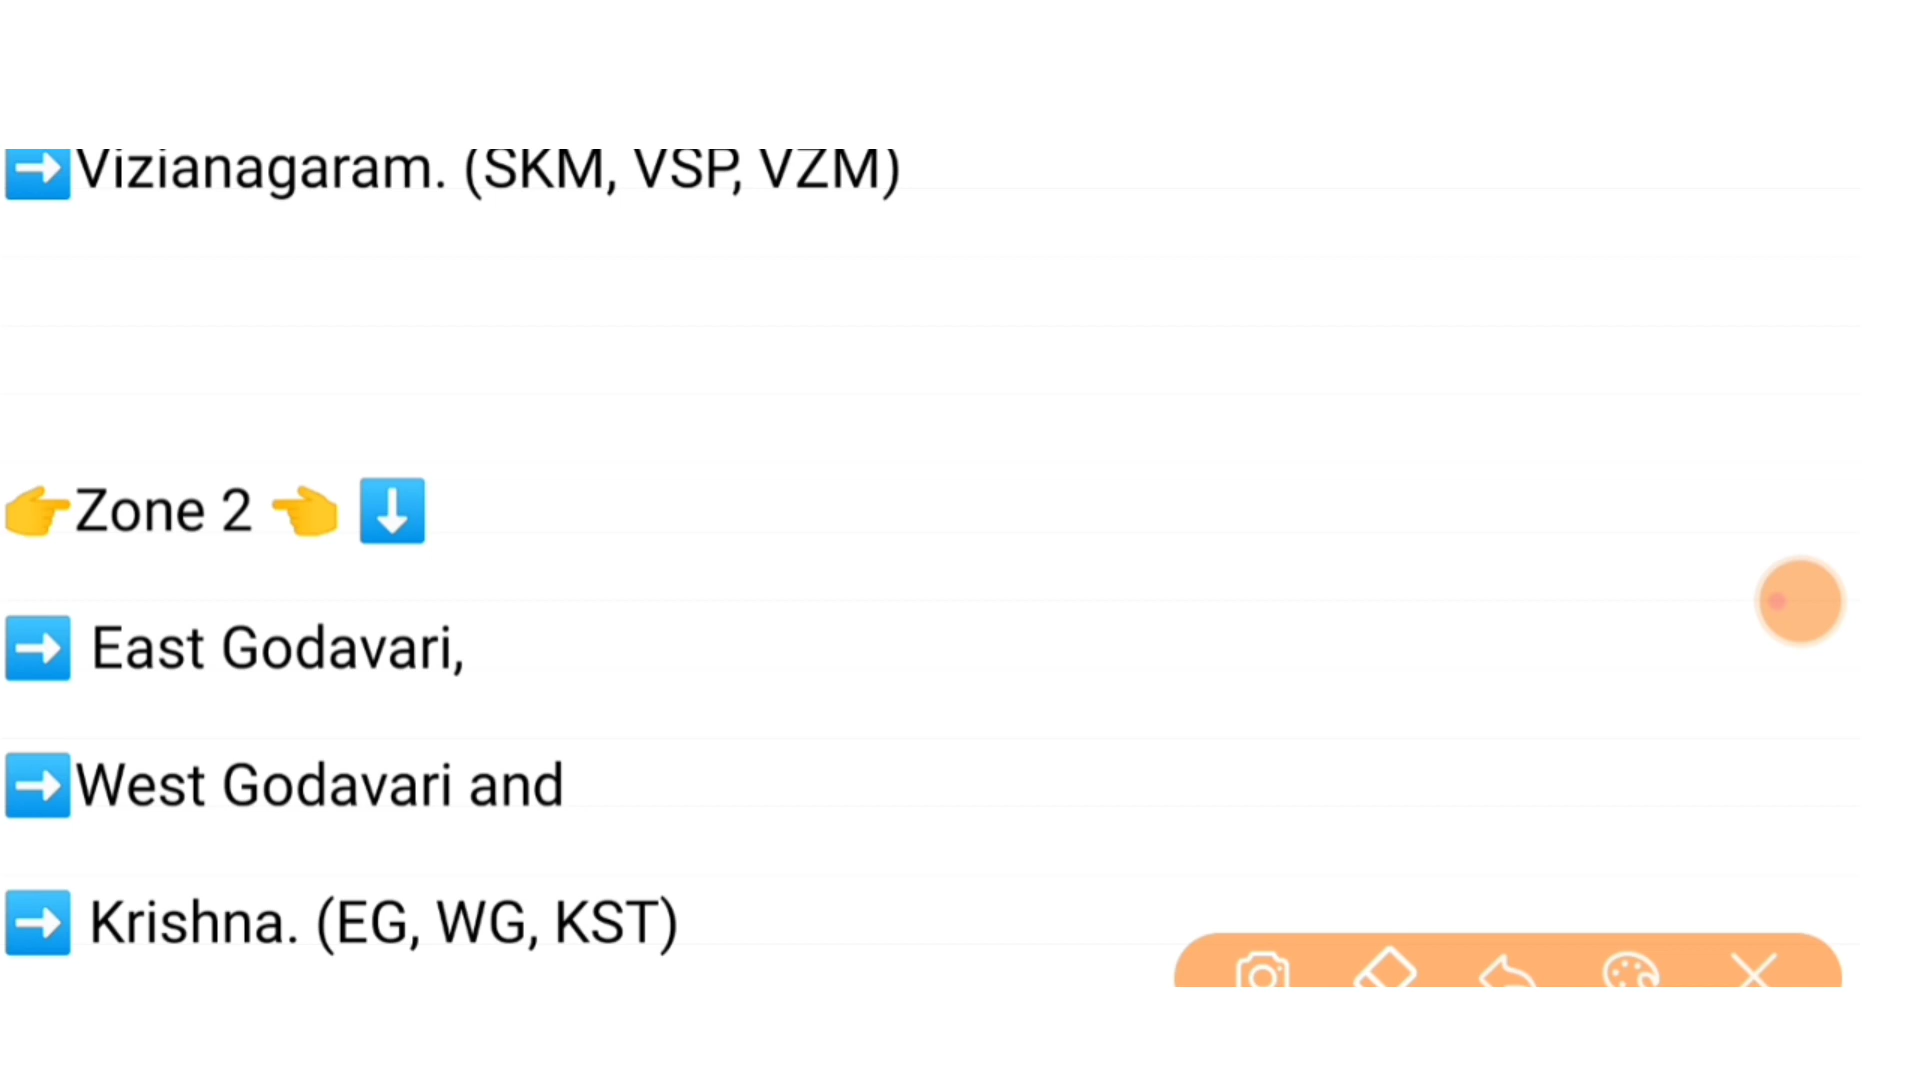 ➡️Vizianagaram. (SKM, VSP, VZM)
👉Zone 2 👈 ⬇️
➡️ East Godavari,
➡️West Godavari and
➡️ Krishna. (EG, WG, KST)